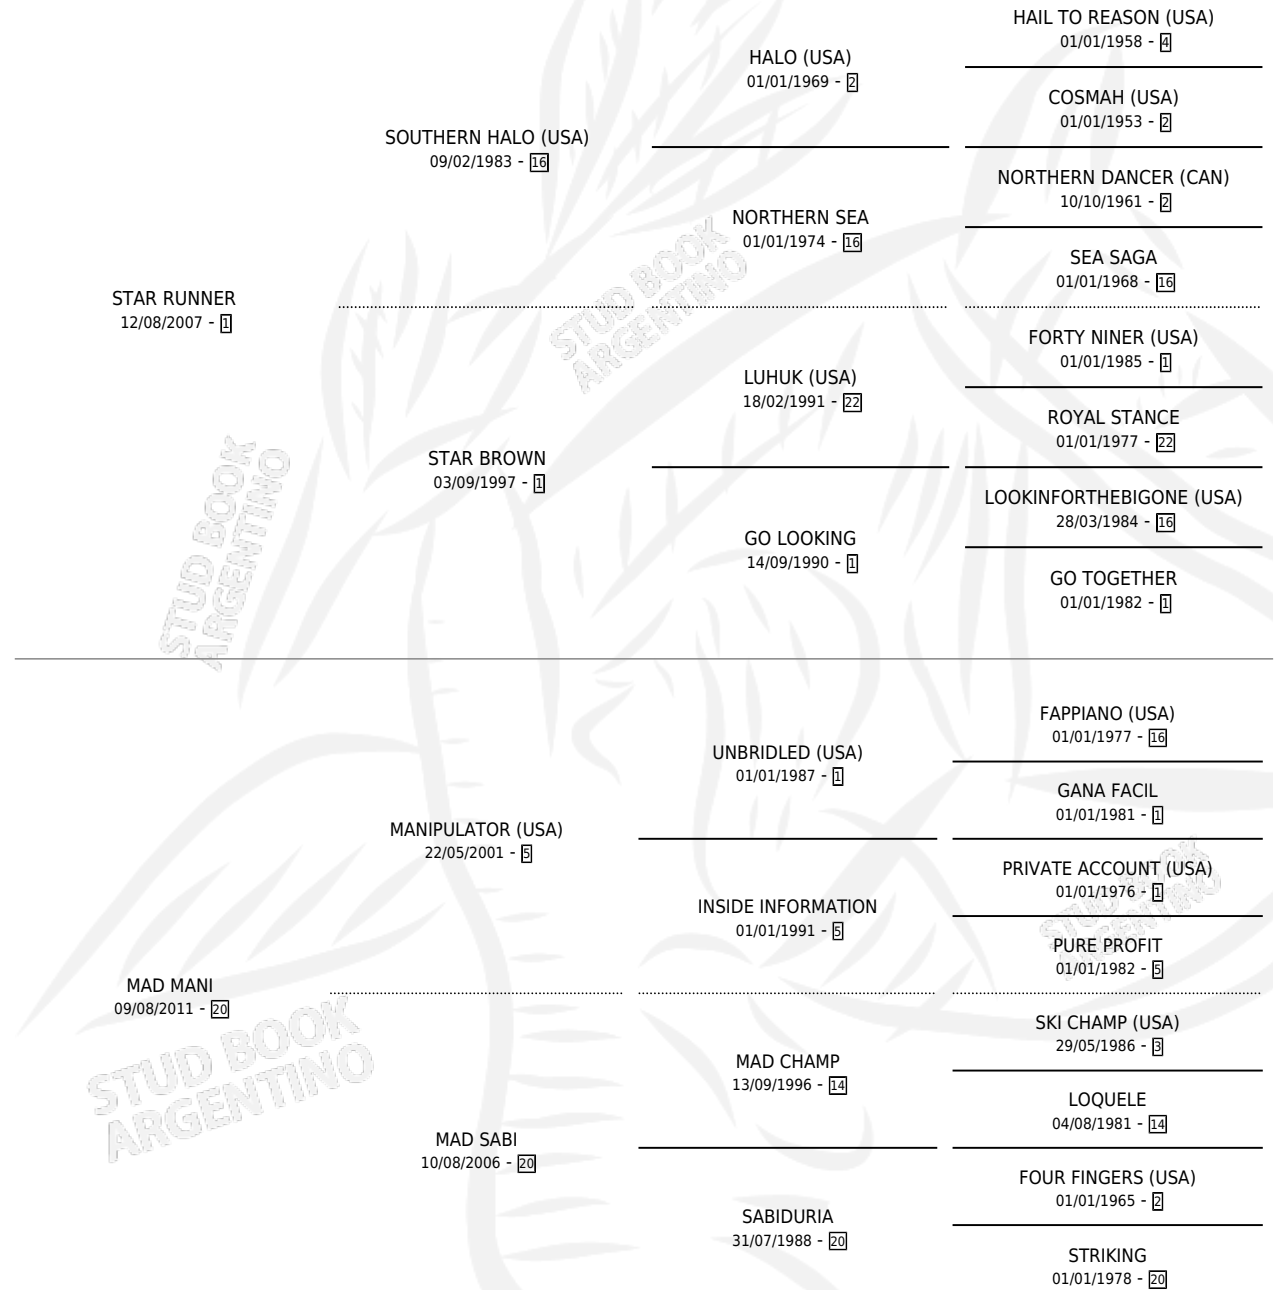 HAIL TO REASON (USA)
01/01/1958 - 4
HALO (USA)
01/01/1969 - 2
COSMAH (USA)
01/01/1953 - 2
SOUTHERN HALO (USA)
09/02/1983 - 16
NORTHERN DANCER (CAN)
10/10/1961 - 2
NORTHERN SEA
01/01/1974 - 16
SEA SAGA
01/01/1968 - 16
STAR RUNNER
12/08/2007 - 1
STUD BOOK
ARGENTINO
FORTY NINER (USA)
01/01/1985 - 1
LUHUK (USA)
18/02/1991 - 22
ROYAL STANCE
01/01/1977 - 22
STAR BROWN
03/09/1997 - 1
LOOKINFORTHEBIGONE (USA)
28/03/1984 - 16
GO LOOKING
14/09/1990 - 1
GO TOGETHER
01/01/1982 - 1
STUD BOOK
ARGENTINO
FAPPIANO (USA)
01/01/1977 - 16
UNBRIDLED (USA)
01/01/1987 - 1
GANA FACIL
01/01/1981 - 1
MANIPULATOR (USA)
22/05/2001 - 5
PRIVATE ACCOUNT (USA)
01/01/1976 - 1
INSIDE INFORMATION
01/01/1991 - 5
STUD BOOK
ARGENTINO
PURE PROFIT
01/01/1982 - 5
MAD MANI
09/08/2011 - 20
SKI CHAMP (USA)
29/05/1986 - 3
STUD BOOK
ARGENTINO
MAD CHAMP
13/09/1996 - 14
LOQUELE
04/08/1981 - 14
MAD SABI
10/08/2006 - 20
FOUR FINGERS (USA)
01/01/1965 - 2
SABIDURIA
31/07/1988 - 20
STRIKING
01/01/1978 - 20